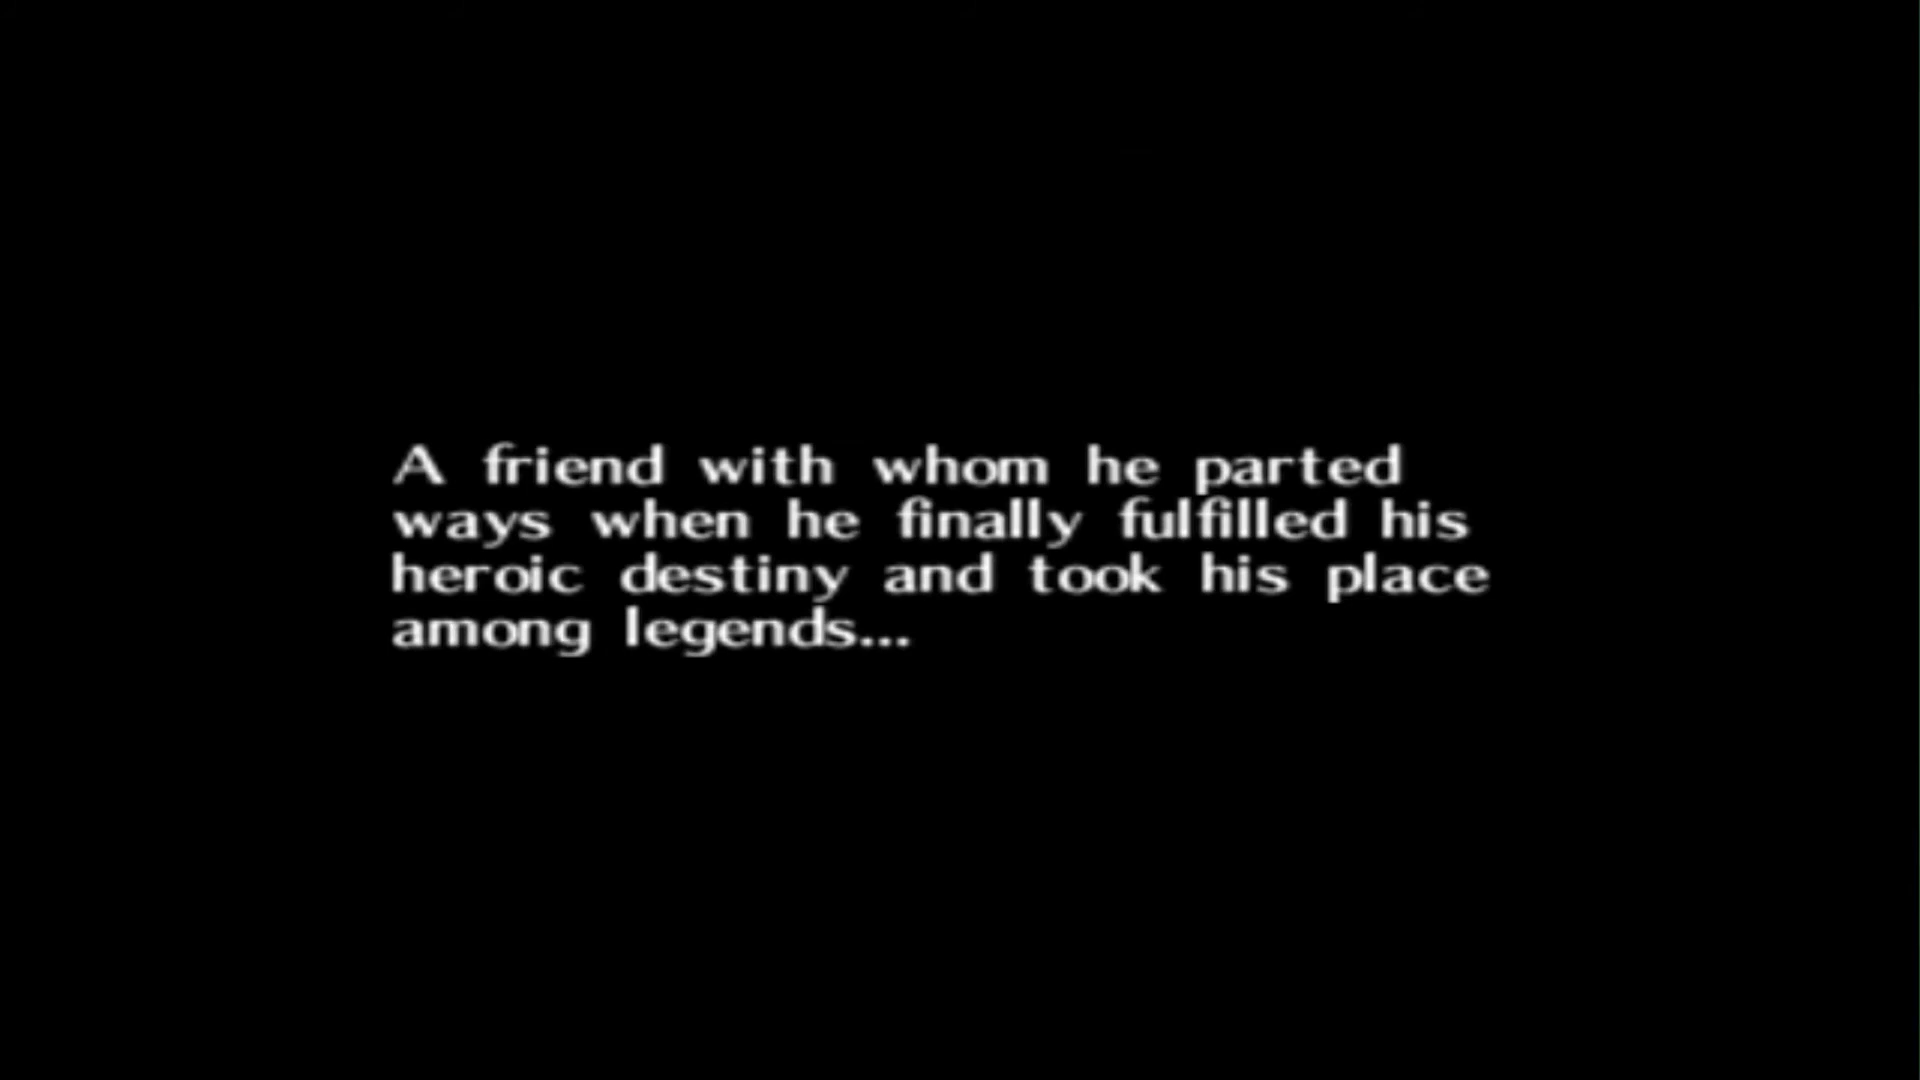 A friend with whom he parted
ways when he finally fulfilled his
heroic destiny and took his place
among legends...